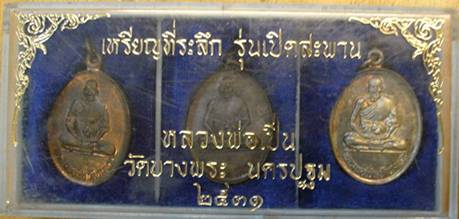 เหรียญที่ระลึก รุ่นเปิดสะพาน
หลวงพ่อเปิ่น
วัดบางพระ นครปฐม
๒๕๓๑